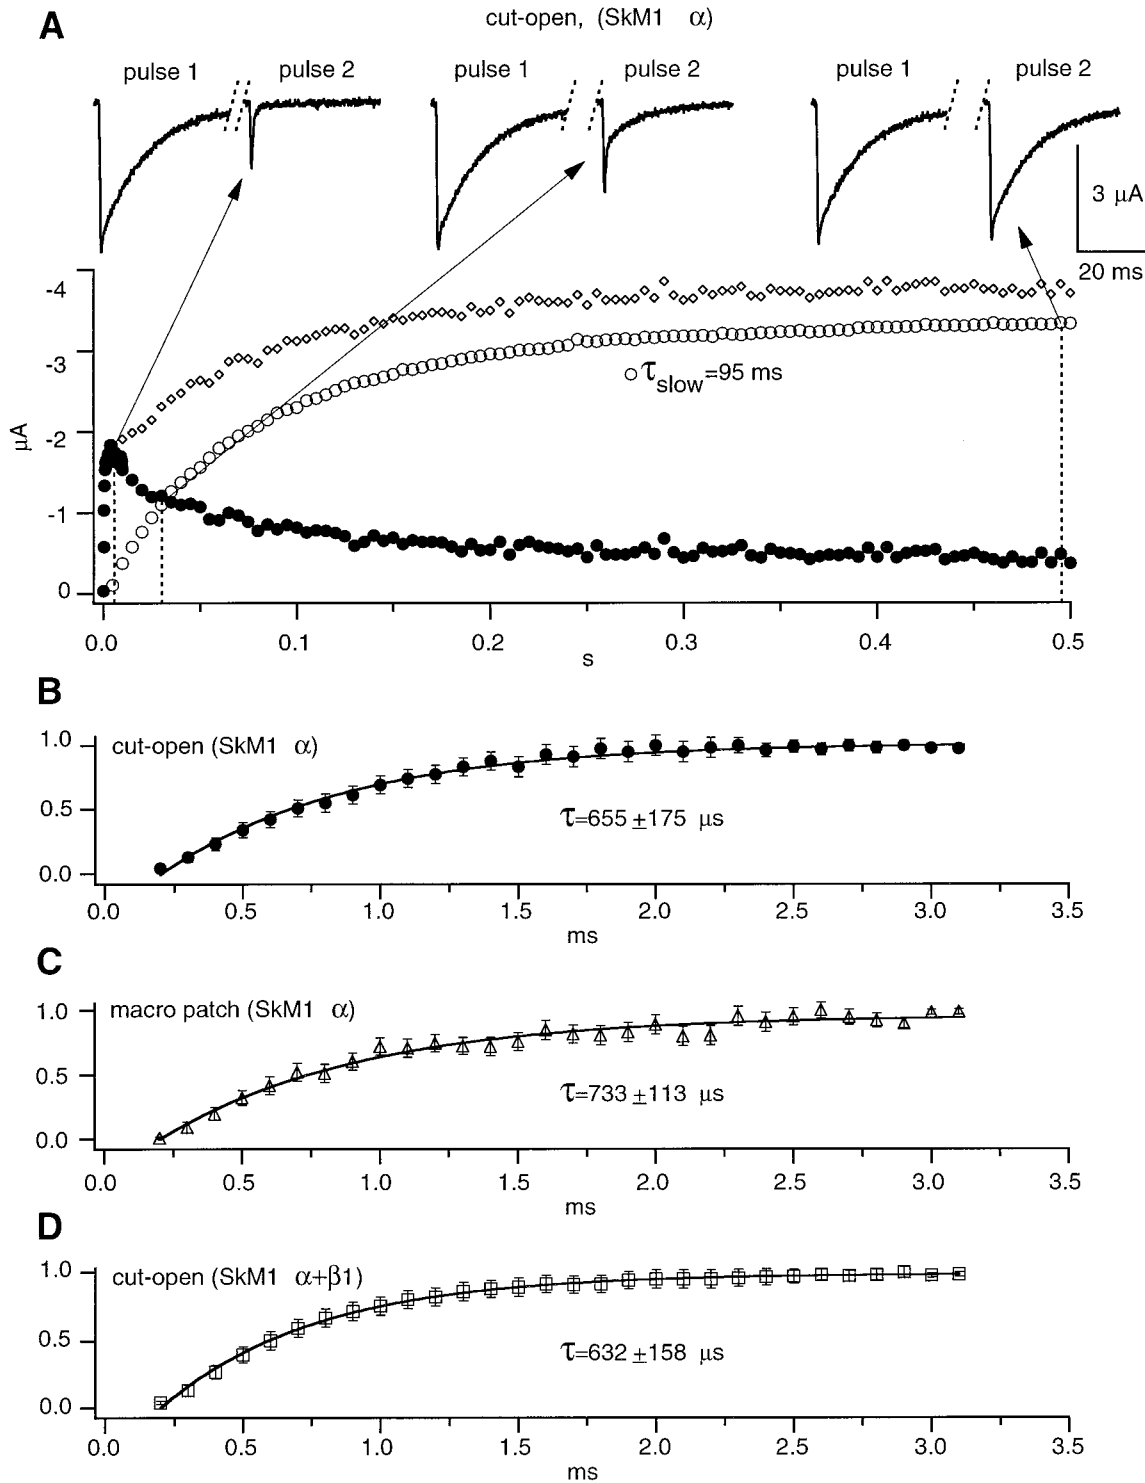 A
cut-open, (SkM1 α)
pulse 1 pulse 2 pulse 1 pulse 2 pulse 1 pulse 2
3 μA
20 ms
-4
-3
-2
-1
0
μA
τslow=95 ms
0.0 0.1 0.2 0.3 0.4 0.5
s
B
cut-open (SkM1 α)
1.0
0.5
0.0
τ=655 ±175 μs
0.0 0.5 1.0 1.5 2.0 2.5 3.0 3.5
ms
C
macro patch (SkM1 α)
1.0
0.5
0.0
τ=733 ±113 μs
0.0 0.5 1.0 1.5 2.0 2.5 3.0 3.5
ms
D
cut-open (SkM1 α+β1)
1.0
0.5
0.0
τ=632 ±158 μs
0.0 0.5 1.0 1.5 2.0 2.5 3.0 3.5
ms